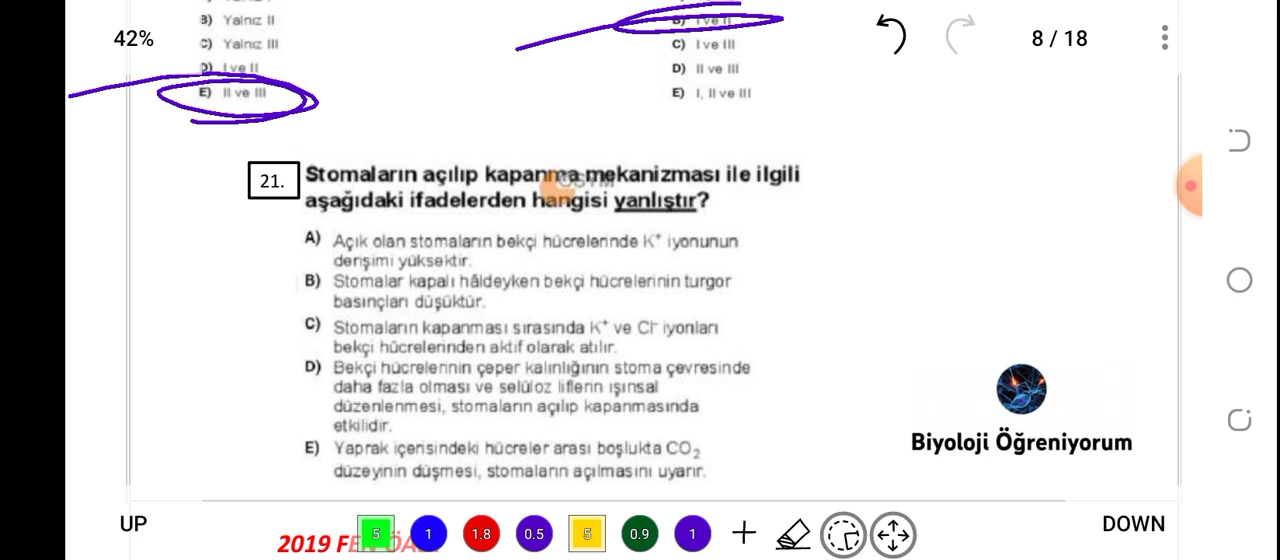 42%
B) Yalnız II
C) Yalnız III
D) I ve II
E) II ve III
B) I ve II
C) I ve III
D) II ve III
E) I, II ve III
8 / 18
21. Stomaların açılıp kapanma mekanizması ile ilgili
aşağıdaki ifadelerden hangisi yanlıştır?
A) Açık olan stomaların bekçi hücrelerinde K⁺ iyonunun
derişimi yüksektir.
B) Stomalar kapalı hâldeyken bekçi hücrelerinin turgor
basınçları düşüktür.
C) Stomaların kapanması sırasında K⁺ ve Cl⁻ iyonları
bekçi hücrelerinden aktif olarak atılır.
D) Bekçi hücrelerinin çeper kalınlığının stoma çevresinde
daha fazla olması ve selüloz liflerin ışınsal
düzenlenmesi, stomaların açılıp kapanmasında
etkilidir.
E) Yaprak içerisindeki hücreler arası boşlukta CO₂
düzeyinin düşmesi, stomaların açılmasını uyarır.
Biyoloji Öğreniyorum
UP
2019
5
1
1.8
0.5
5
0.9
1
DOWN